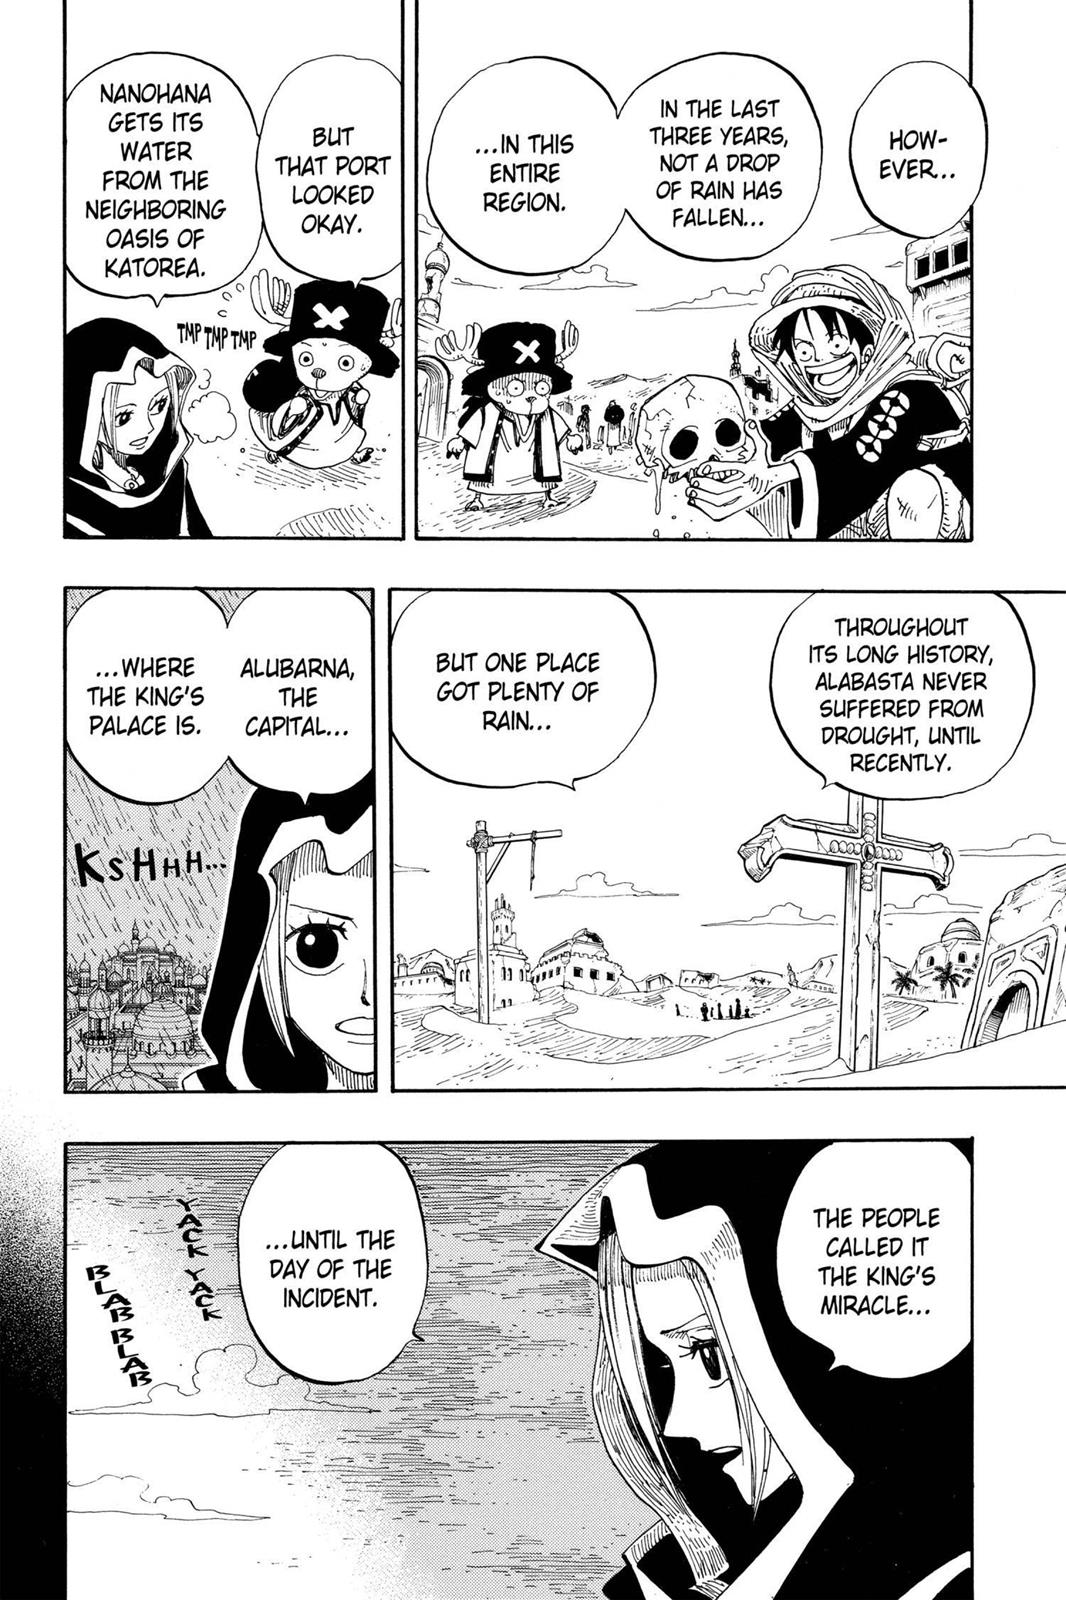 HOW-
EVER...
IN THE LAST
THREE YEARS,
NOT A DROP
OF RAIN HAS
FALLEN...
...IN THIS
ENTIRE
REGION.
BUT
THAT PORT
LOOKED
OKAY.
NANOHANA
GETS ITS
WATER
FROM THE
NEIGHBORING
OASIS OF
KATOREA.
TMP TMP TMP
THROUGHOUT
ITS LONG HISTORY,
ALABASTA NEVER
SUFFERED FROM
DROUGHT, UNTIL
RECENTLY.
BUT ONE PLACE
GOT PLENTY OF
RAIN...
ALUBARNA,
THE
CAPITAL...
...WHERE
THE KING'S
PALACE IS.
KSHHH...
THE PEOPLE
CALLED IT
THE KING'S
MIRACLE...
...UNTIL THE
DAY OF THE
INCIDENT.
YACK YACK
BLAB BLAB